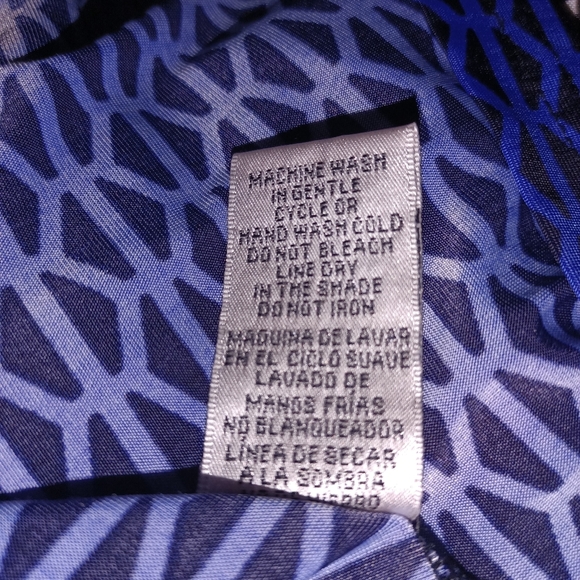 MACHINE WASH
IN GENTLE
CYCLE OR
HAND WASH COLD
DO NOT BLEACH
LINE DRY
IN THE SHADE
DO NOT IRON
MAQUINA DE LAVAR
EN EL CICLO SUAVE
LAVADO DE
MANOS FRÍAS
NO BLANQUEADOR
LINEA DE SECAR
A LA SOMBRA